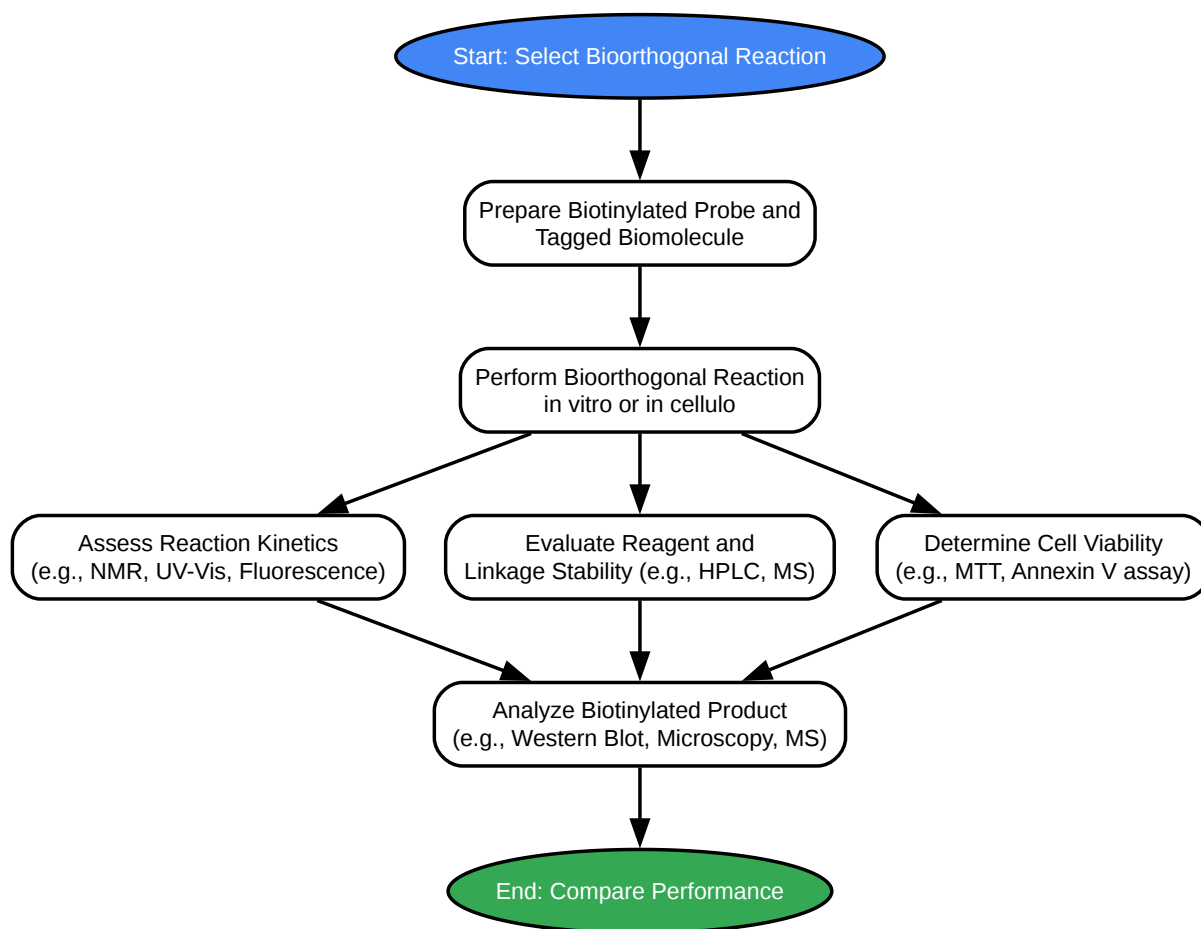 Start: Select Bioorthogonal Reaction
Prepare Biotinylated Probe and
Tagged Biomolecule
Perform Bioorthogonal Reaction
in vitro or in cellulo
Assess Reaction Kinetics
(e.g., NMR, UV-Vis, Fluorescence)
Evaluate Reagent and
Linkage Stability (e.g., HPLC, MS)
Determine Cell Viability
(e.g., MTT, Annexin V assay)
Analyze Biotinylated Product
(e.g., Western Blot, Microscopy, MS)
End: Compare Performance